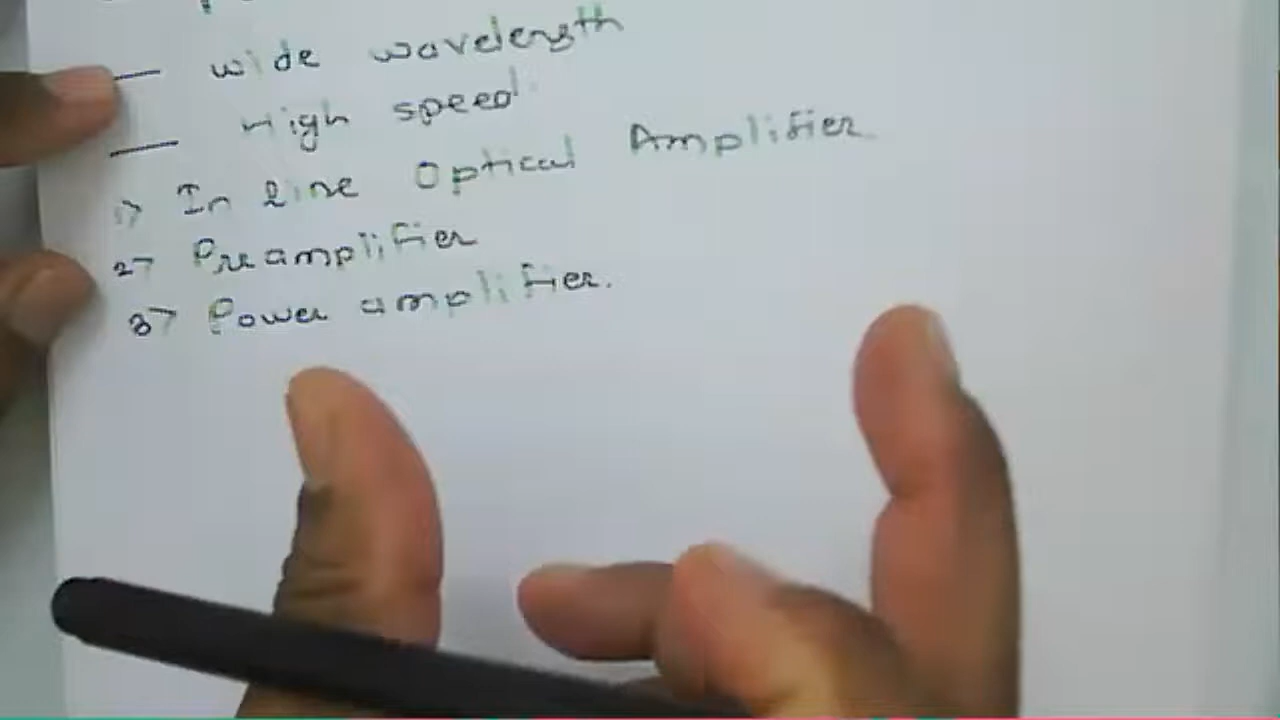 — wide wavelength
— High speed
1> In line Optical Amplifier
2> Preamplifier
3> Power amplifier.